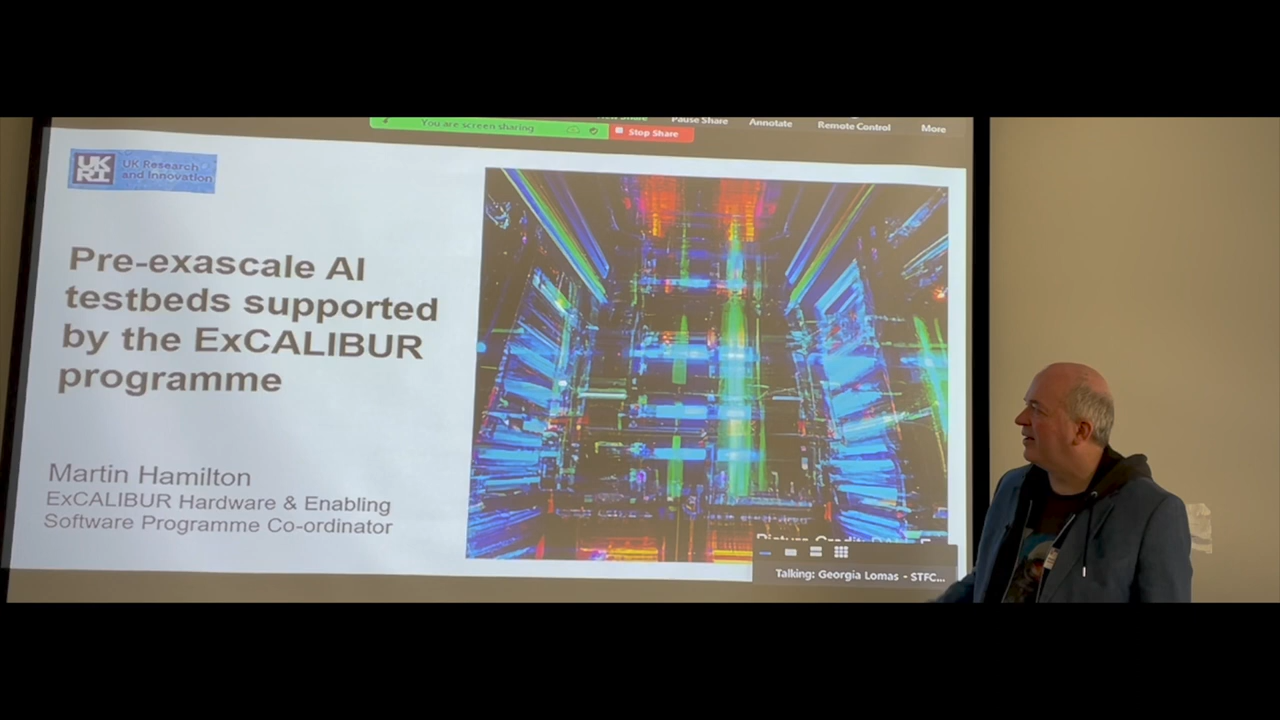 You are screen sharing
Stop Share
Pause Share
Annotate
Remote Control
More
UK
RI
UK Research
and Innovation
Pre-exascale AI
testbeds supported
by the ExCALIBUR
programme
Martin Hamilton
ExCALIBUR Hardware & Enabling
Software Programme Co-ordinator
Talking: Georgia Lomas - STFC...